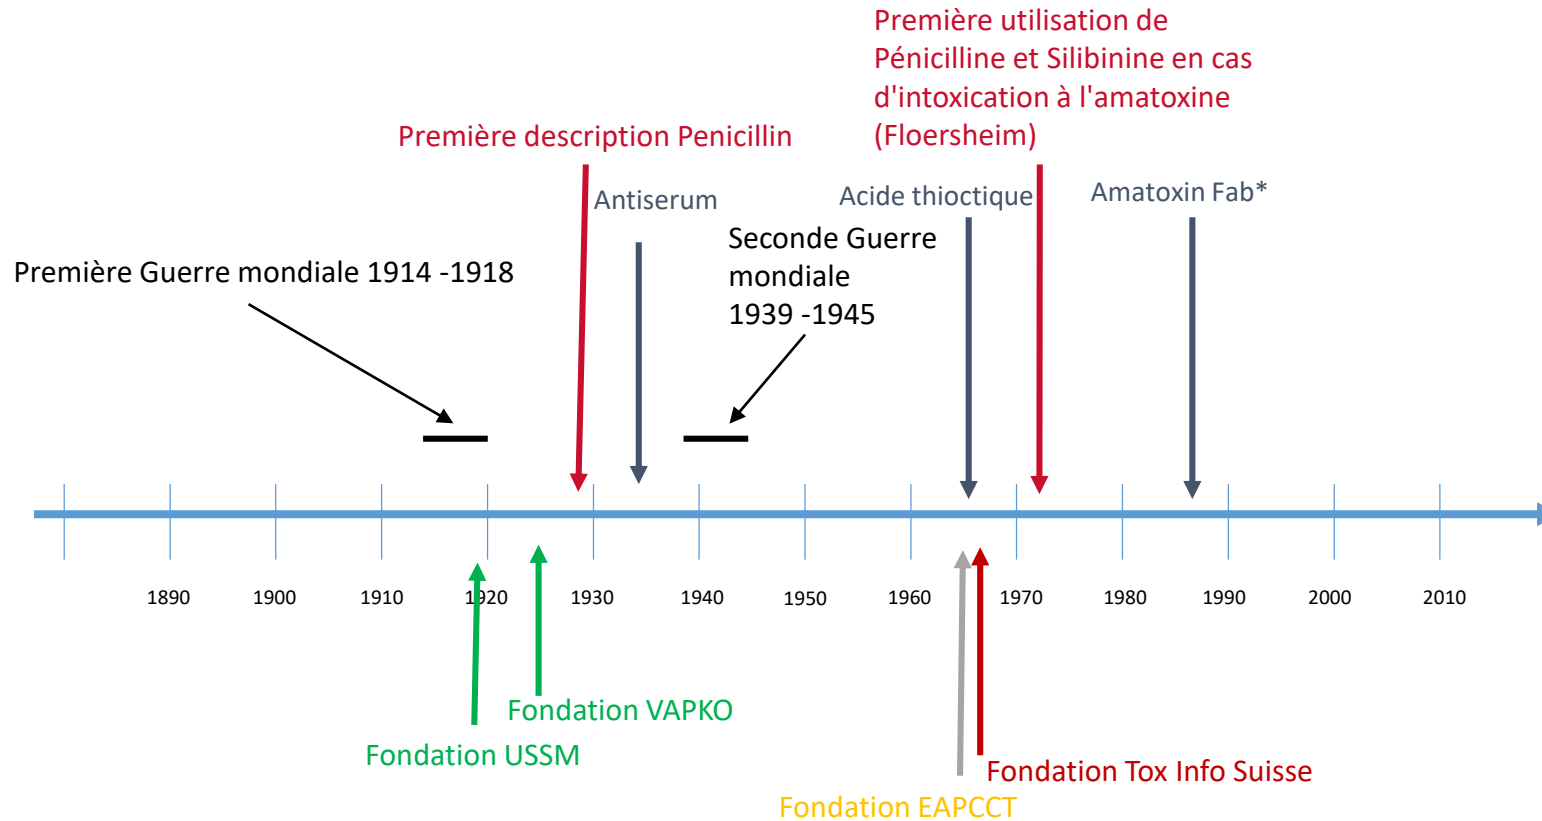 Première utilisation de
Pénicilline et Silibinine en cas
d'intoxication à l'amatoxine
(Floersheim)
Première description Penicillin
Antiserum
Acide thioctique
Amatoxin Fab*
Seconde Guerre
mondiale
1939 -1945
Première Guerre mondiale 1914 -1918
1890
1900
1910
1920
1930
1940
1950
1960
1970
1980
1990
2000
2010
Fondation VAPKO
Fondation USSM
Fondation Tox Info Suisse
Fondation EAPCCT